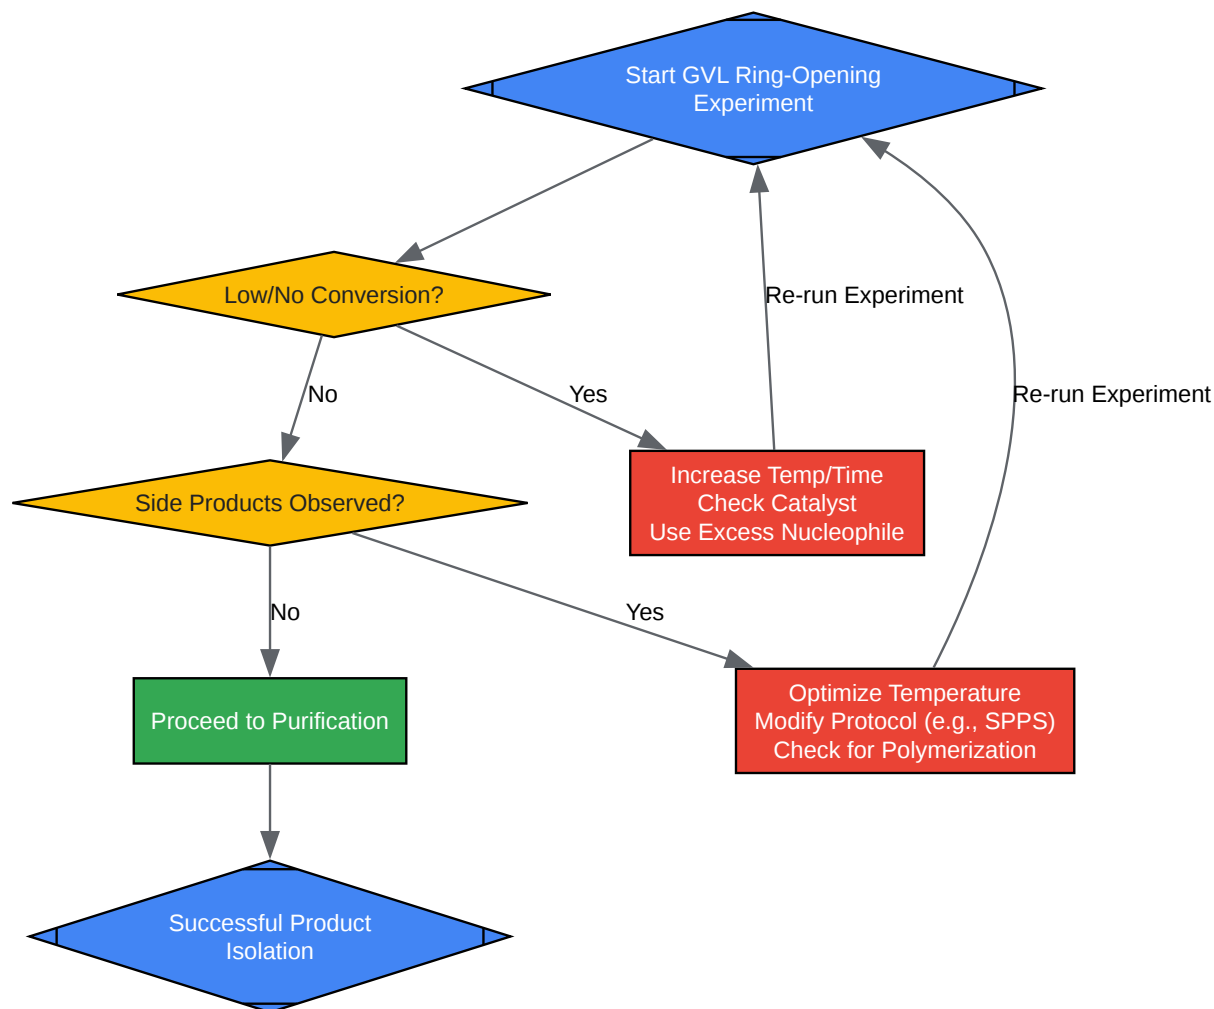 Start GVL Ring-Opening
Experiment
Low/No Conversion?
Re-run Experiment
No
Yes
Re-run Experiment
Side Products Observed?
Increase Temp/Time
Check Catalyst
Use Excess Nucleophile
No
Yes
Proceed to Purification
Optimize Temperature
Modify Protocol (e.g., SPPS)
Check for Polymerization
Successful Product
Isolation